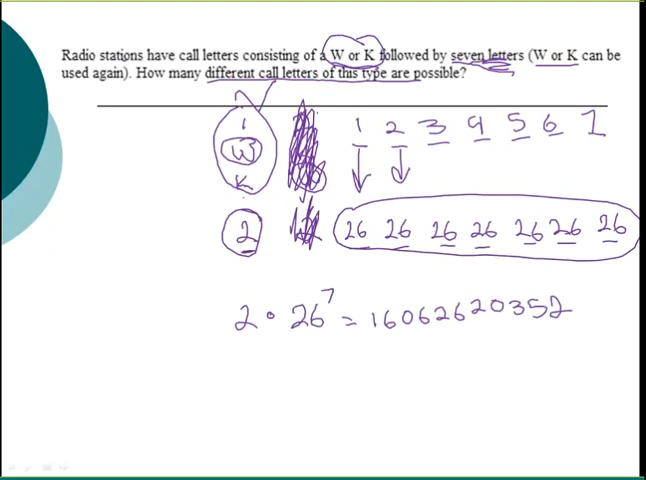 Radio stations have call letters consisting of a W or K followed by seven letters (W or K can be
used again). How many different call letters of this type are possible?
1 1 2 3 4 5 6 7
W
K
2 26 26 26 26 26 26 26
2 • 26⁷ = 16062620352